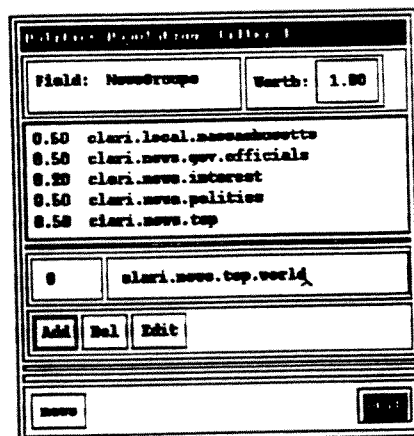 Field: NewsGroups Worth: 1.00
0.50 clari.local.massachusetts
0.50 clari.news.gov.officials
0.20 clari.news.interest
0.50 clari.news.politics
0.50 clari.news.top
0 clari.news.top.world
Add Del Edit
news